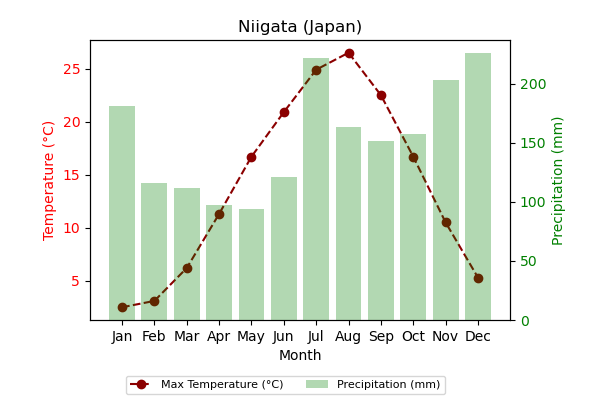 Niigata (Japan)
Temperature (°C)
25
20
15
10
5
200
150
100
50
0
Precipitation (mm)
Jan Feb Mar Apr May Jun Jul Aug Sep Oct Nov Dec
Month
Max Temperature (°C) Precipitation (mm)